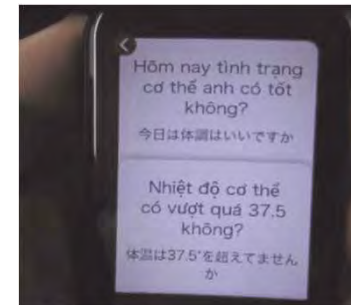 Hôm nay tình trạng
cơ thể anh có tốt
không?
今日は体調はいいですか
Nhiệt độ cơ thể
có vượt quá 37.5
không?
体温は37.5°を超えてません
か